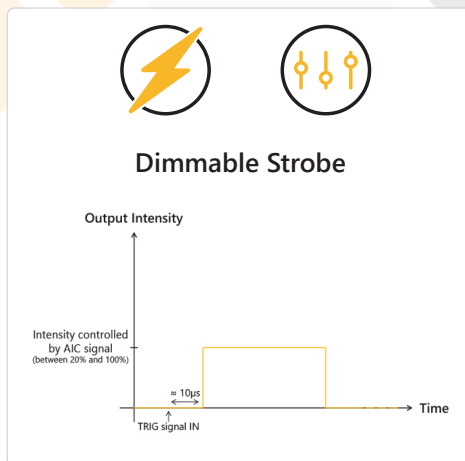 Dimmable Strobe
Output Intensity
Intensity controlled
by AIC signal
(between 20% and 100%)
≈ 10µs
Time
TRIG signal IN